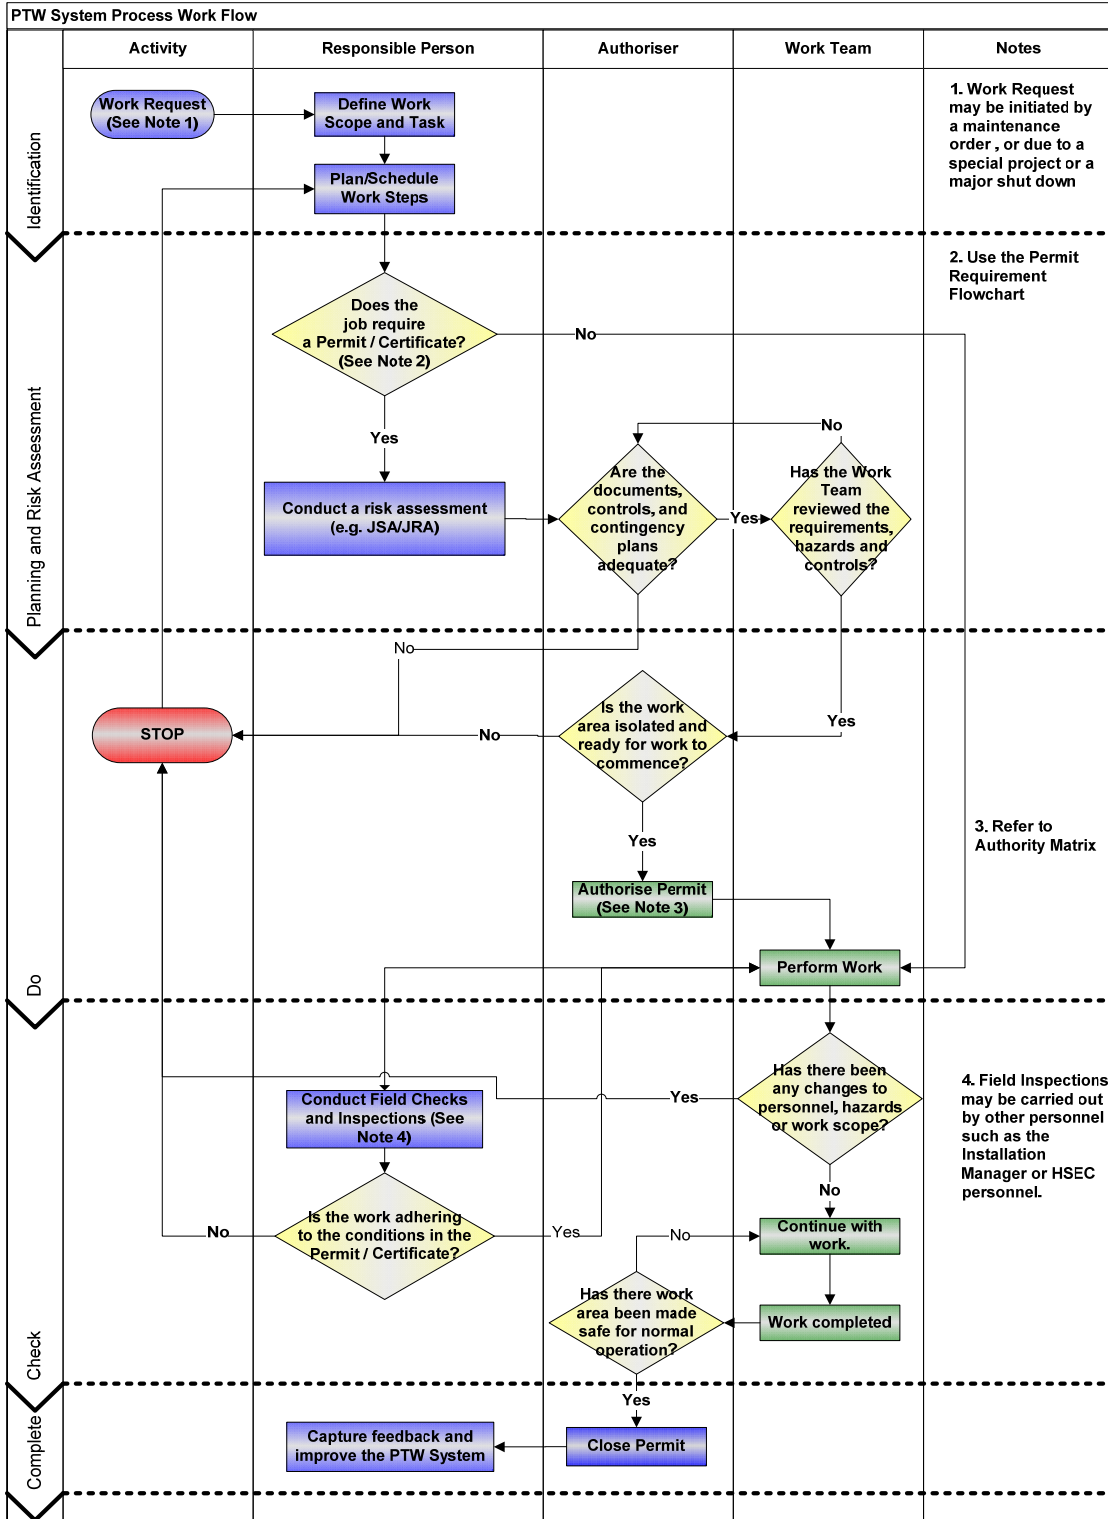 PTW System Process Work Flow
Activity
Responsible Person
Authoriser
Work Team
Notes
Identification
Work Request
(See Note 1)
Define Work
Scope and Task
Plan/Schedule
Work Steps
1. Work Request
may be initiated by
a maintenance
order , or due to a
special project or a
major shut down
Planning and Risk Assessment
2. Use the Permit
Requirement
Flowchart
Does the
job require
a Permit / Certificate?
(See Note 2)
No
Yes
Conduct a risk assessment
(e.g. JSA/JRA)
Are the
documents,
controls, and
contingency
plans
adequate?
Yes
No
Has the Work
Team
reviewed the
requirements,
hazards and
controls?
Do
No
STOP
No
Is the work
area isolated and
ready for work to
commence?
Yes
Yes
3. Refer to
Authority Matrix
Authorise Permit
(See Note 3)
Perform Work
Check
Has there been
any changes to
personnel, hazards
or work scope?
Yes
4. Field Inspections
may be carried out
by other personnel
such as the
Installation
Manager or HSEC
personnel.
Conduct Field Checks
and Inspections (See
Note 4)
No
No
Is the work adhering
to the conditions in the
Permit / Certificate?
Yes
No
Continue with
work.
Has there work
area been made
safe for normal
operation?
Work completed
Yes
Complete
Capture feedback and
improve the PTW System
Close Permit